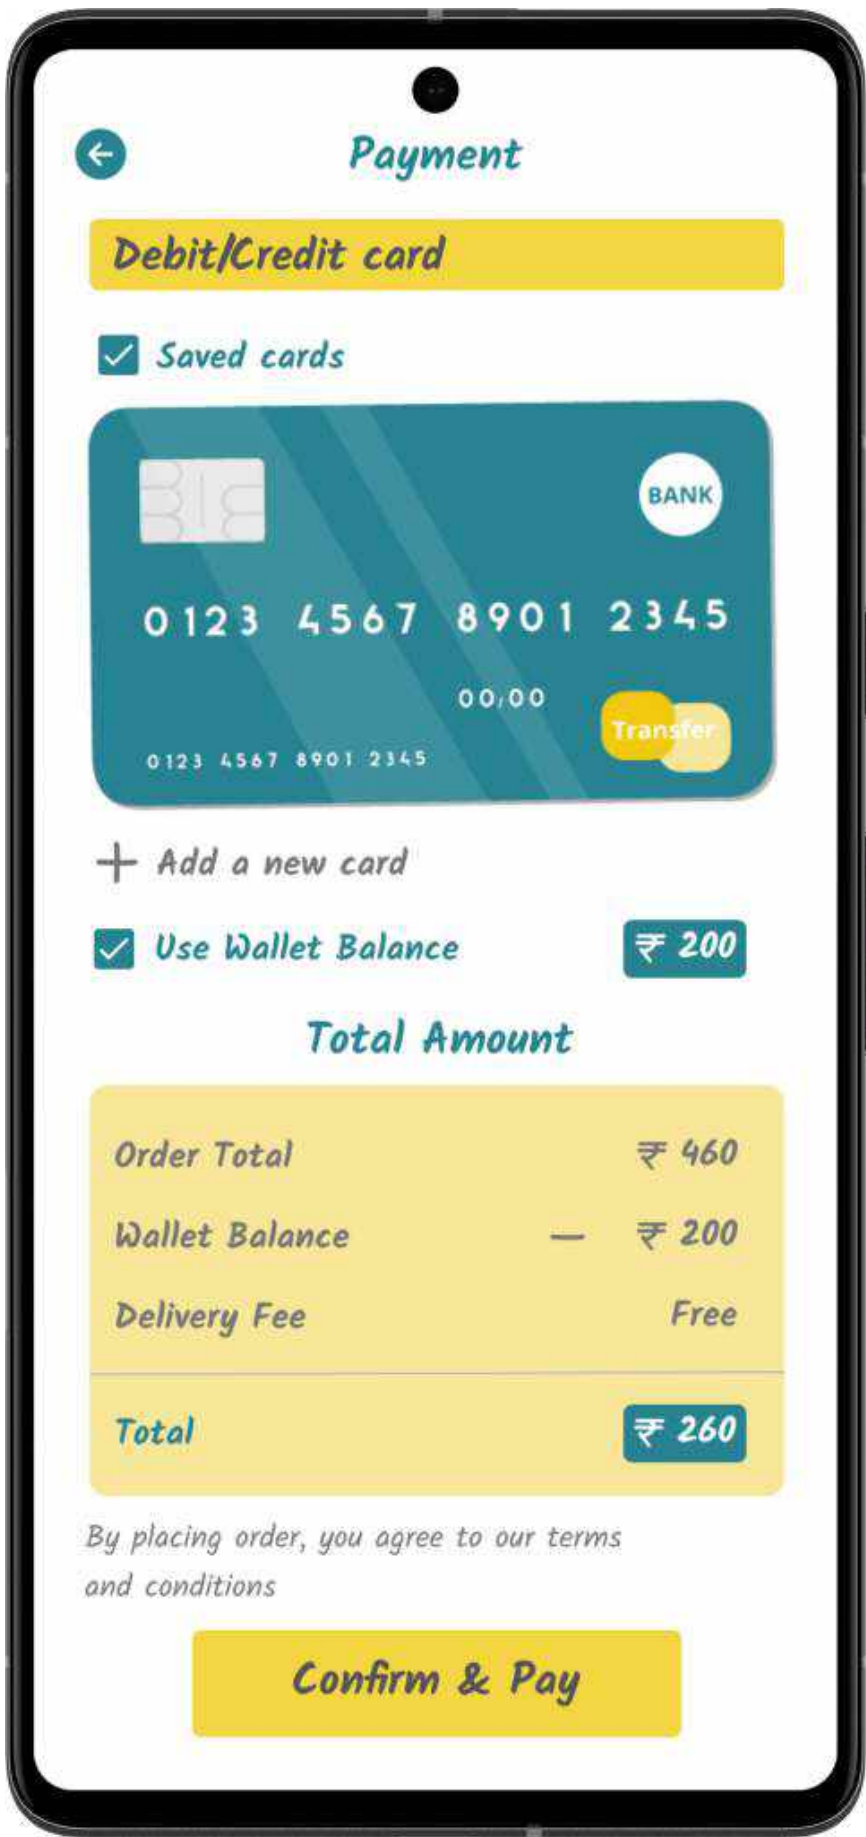 Payment
Debit/Credit card
Saved cards
BANK
0123 4567 8901 2345
00/00
Transfer
0123 4567 8901 2345
Add a new card
Use Wallet Balance ₹ 200
Total Amount
Order Total ₹ 460
Wallet Balance — ₹ 200
Delivery Fee Free
Total ₹ 260
By placing order, you agree to our terms
and conditions
Confirm & Pay